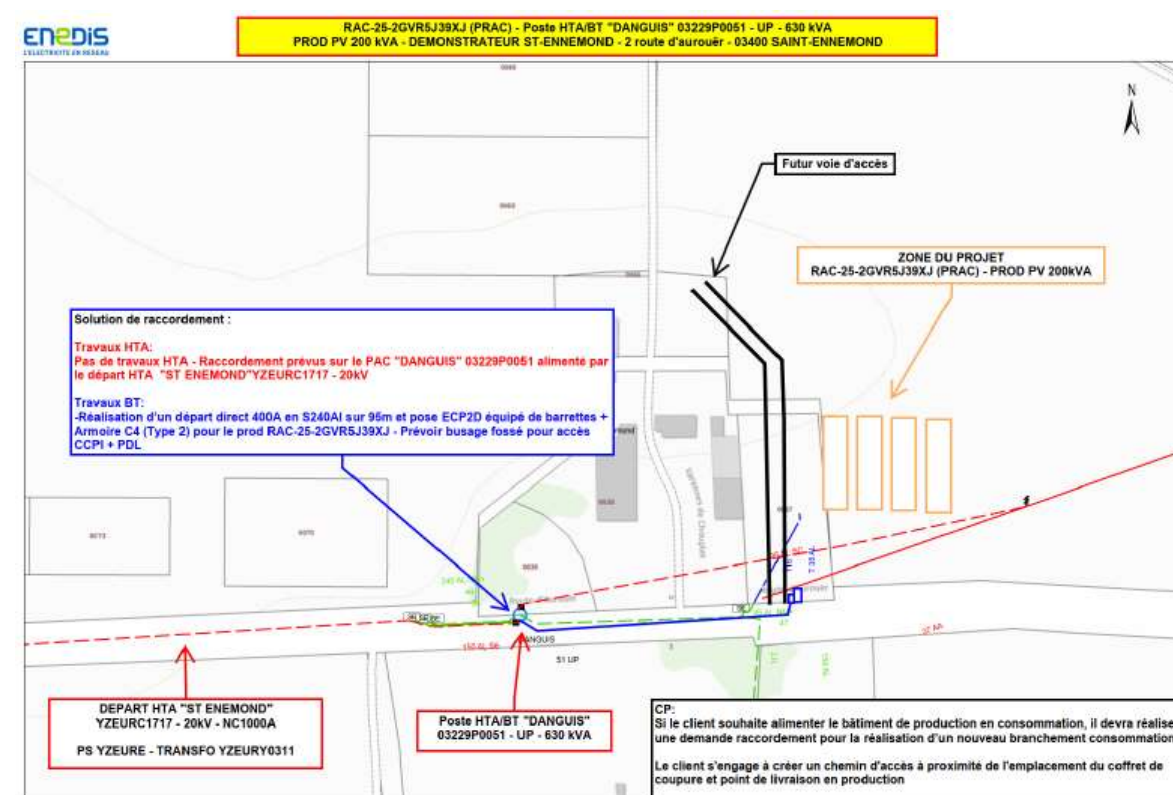 enedis
L'ELECTRICITE EN RESEAU
RAC-25-2GVR5J39XJ (PRAC) - Poste HTA/BT "DANGUIS" 03229P0051 - UP - 630 kVA
PROD PV 200 kVA - DEMONSTRATEUR ST-ENNEMOND - 2 route d'aurouër - 03400 SAINT-ENNEMOND
N
Futur voie d'accès
ZONE DU PROJET
RAC-25-2GVR5J39XJ (PRAC) - PROD PV 200kVA
Solution de raccordement :
Travaux HTA:
Pas de travaux HTA - Raccordement prévus sur le PAC "DANGUIS" 03229P0051 alimenté par
le départ HTA "ST ENEMOND"YZEURC1717 - 20kV
Travaux BT:
-Réalisation d'un départ direct 400A en S240Al sur 95m et pose ECP2D équipé de barrettes +
Armoire C4 (Type 2) pour le prod RAC-25-2GVR5J39XJ - Prévoir busage fossé pour accès
CCPI + PDL
DANGUIS
51 UP
150 AL S6
DEPART HTA "ST ENEMOND"
YZEURC1717 - 20kV - NC1000A
PS YZEURE - TRANSFO YZEURY0311
Poste HTA/BT "DANGUIS"
03229P0051 - UP - 630 kVA
CP:
Si le client souhaite alimenter le bâtiment de production en consommation, il devra réalise
une demande raccordement pour la réalisation d'un nouveau branchement consommation
Le client s'engage à créer un chemin d'accès à proximité de l'emplacement du coffret de
coupure et point de livraison en production